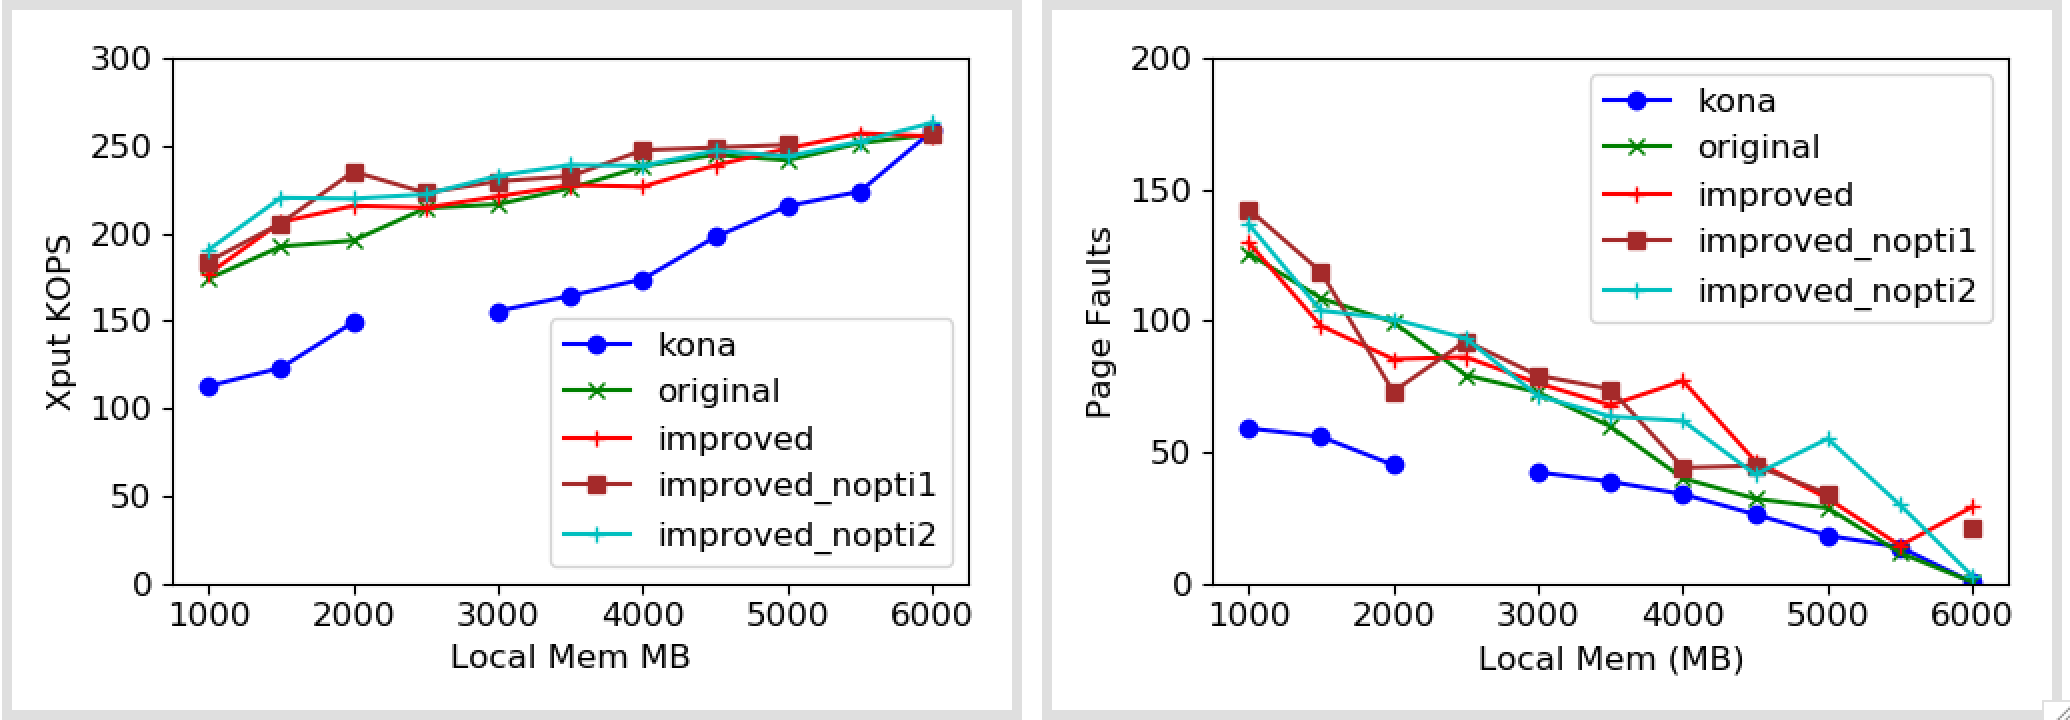 300
250
200
150
100
50
0
Xput KOPS
kona
original
improved
improved_nopti1
improved_nopti2
1000 2000 3000 4000 5000 6000
Local Mem MB
200
150
100
50
0
Page Faults
kona
original
improved
improved_nopti1
improved_nopti2
1000 2000 3000 4000 5000 6000
Local Mem (MB)